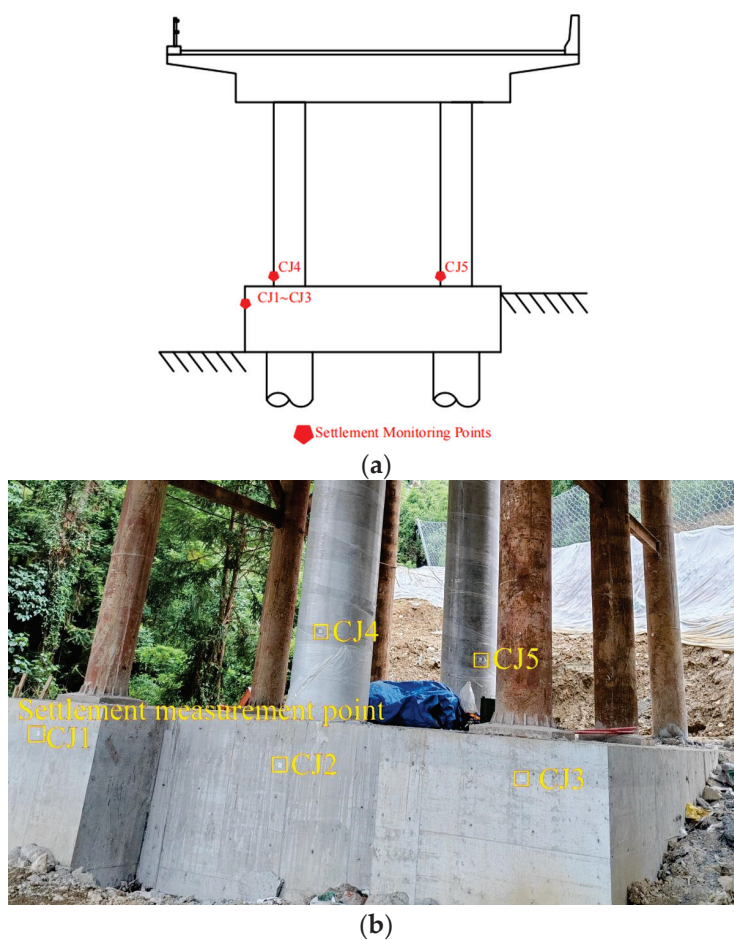 CJ4
CJ5
CJ1~CJ3
Settlement Monitoring Points
(a)
CJ4
CJ5
Settlement measurement point
CJ1
CJ2
CJ3
(b)